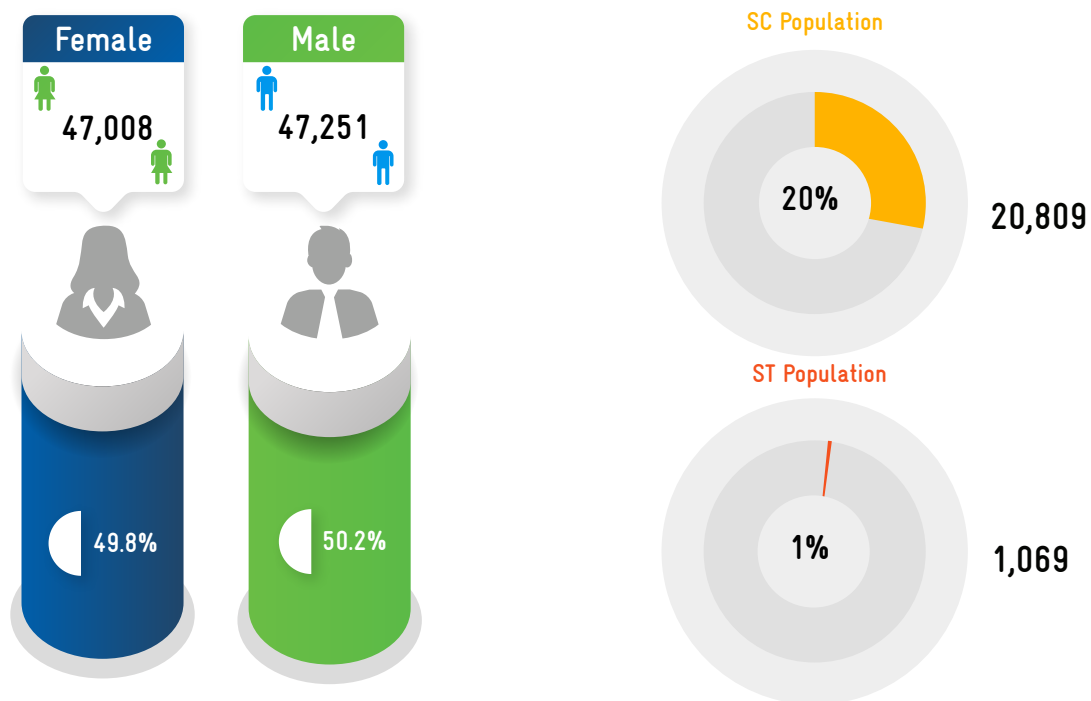 Female
47,008
49.8%
Male
47,251
50.2%
SC Population
20%
20,809
ST Population
1%
1,069